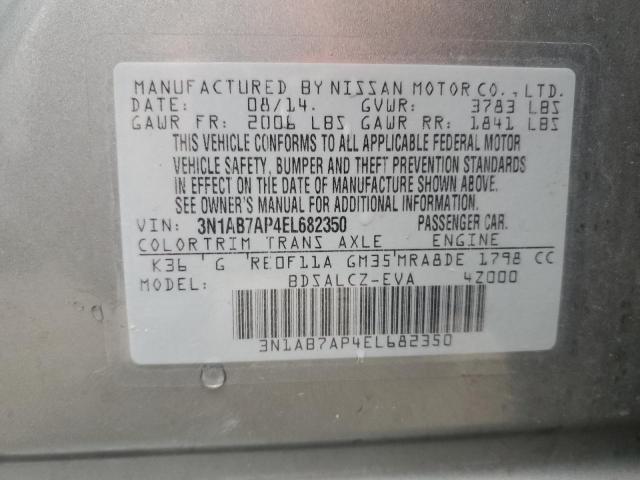 MANUFACTURED BY NISSAN MOTOR CO., LTD.
DATE: 08/14. GVWR: 3783 LBS
GAWR FR: 2006 LBS GAWR RR: 1841 LBS
THIS VEHICLE CONFORMS TO ALL APPLICABLE FEDERAL MOTOR
VEHICLE SAFETY, BUMPER AND THEFT PREVENTION STANDARDS
IN EFFECT ON THE DATE OF MANUFACTURE SHOWN ABOVE.
SEE OWNER'S MANUAL FOR ADDITIONAL INFORMATION.
VIN: 3N1AB7AP4EL682350 PASSENGER CAR.
COLOR TRIM TRANS AXLE ENGINE
K36 G RE0F11A GM35 MRA8DE 1798 CC
MODEL: BDSALCZ-EVA 4Z000
3N1AB7AP4EL682350